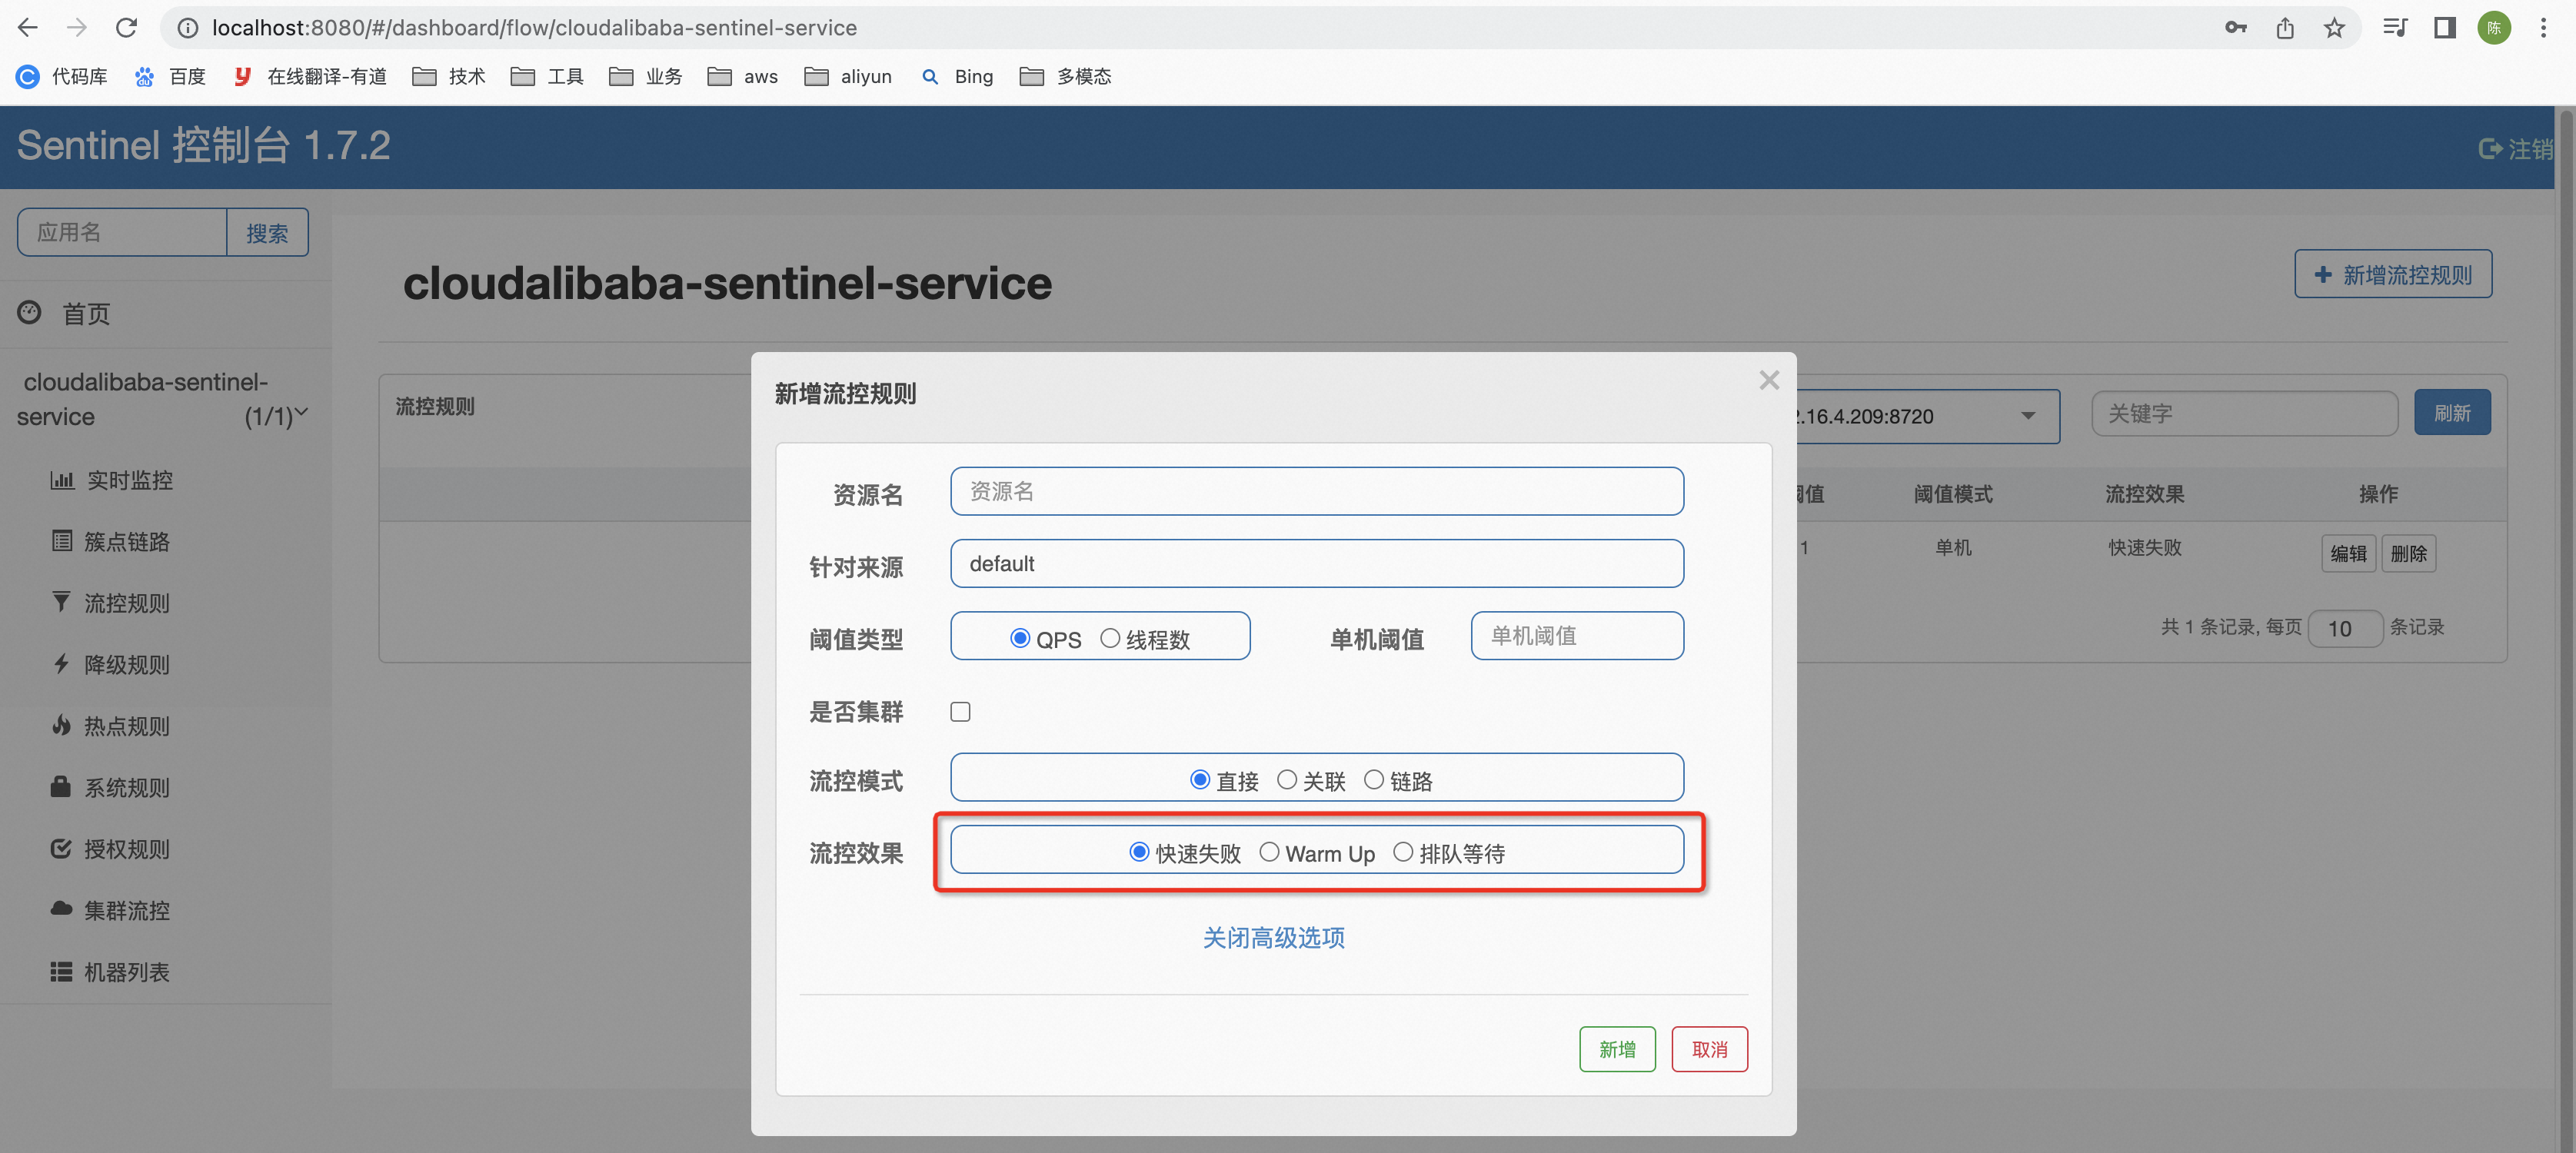 localhost:8080/#/dashboard/flow/cloudalibaba-sentinel-service
陈
代码库 百度 在线翻译-有道 技术 工具 业务 aws aliyun Bing 多模态
Sentinel 控制台 1.7.2
注销
应用名 搜索
首页
cloudalibaba-sentinel-service (1/1)
实时监控
簇点链路
流控规则
降级规则
热点规则
系统规则
授权规则
集群流控
机器列表
cloudalibaba-sentinel-service
新增流控规则
流控规则
.16.4.209:8720
关键字 刷新
阈值模式 流控效果 操作
1 单机 快速失败 编辑 删除
共 1 条记录, 每页 10 条记录
新增流控规则
资源名 资源名
针对来源 default
阈值类型 QPS 线程数 单机阈值 单机阈值
是否集群
流控模式 直接 关联 链路
流控效果 快速失败 Warm Up 排队等待
关闭高级选项
新增 取消